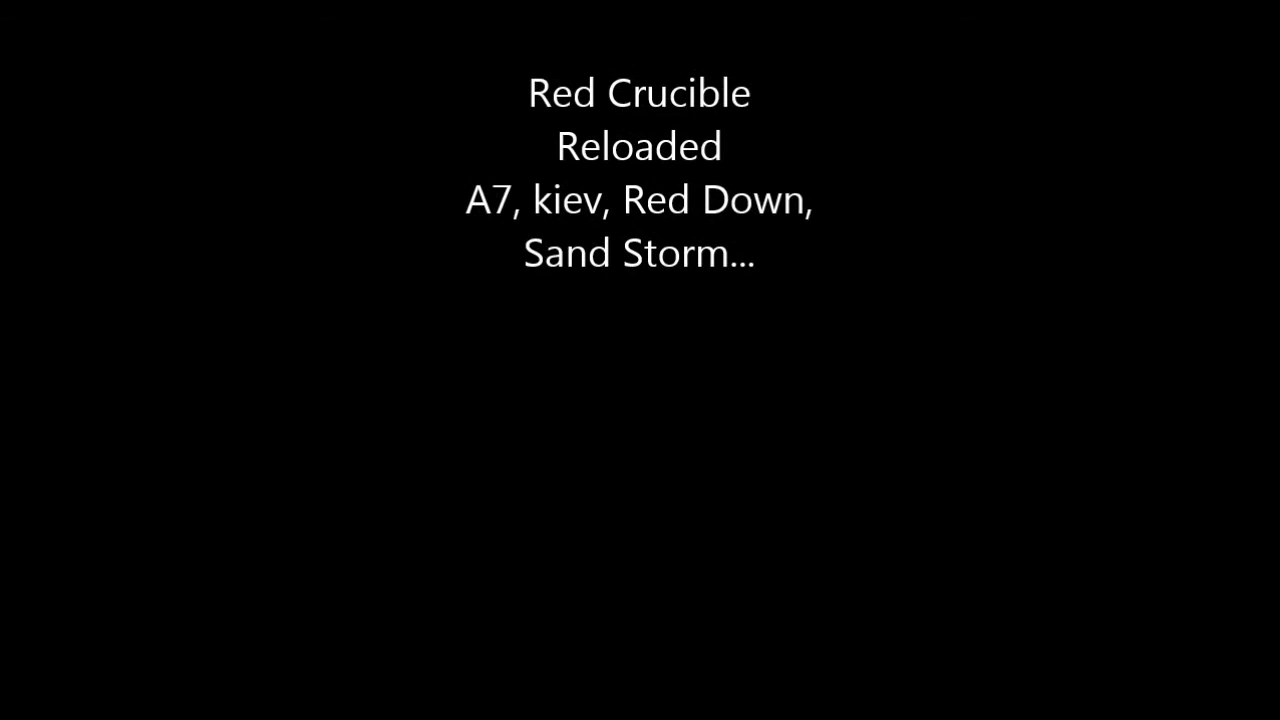 Red Crucible
Reloaded
A7, kiev, Red Down,
Sand Storm...